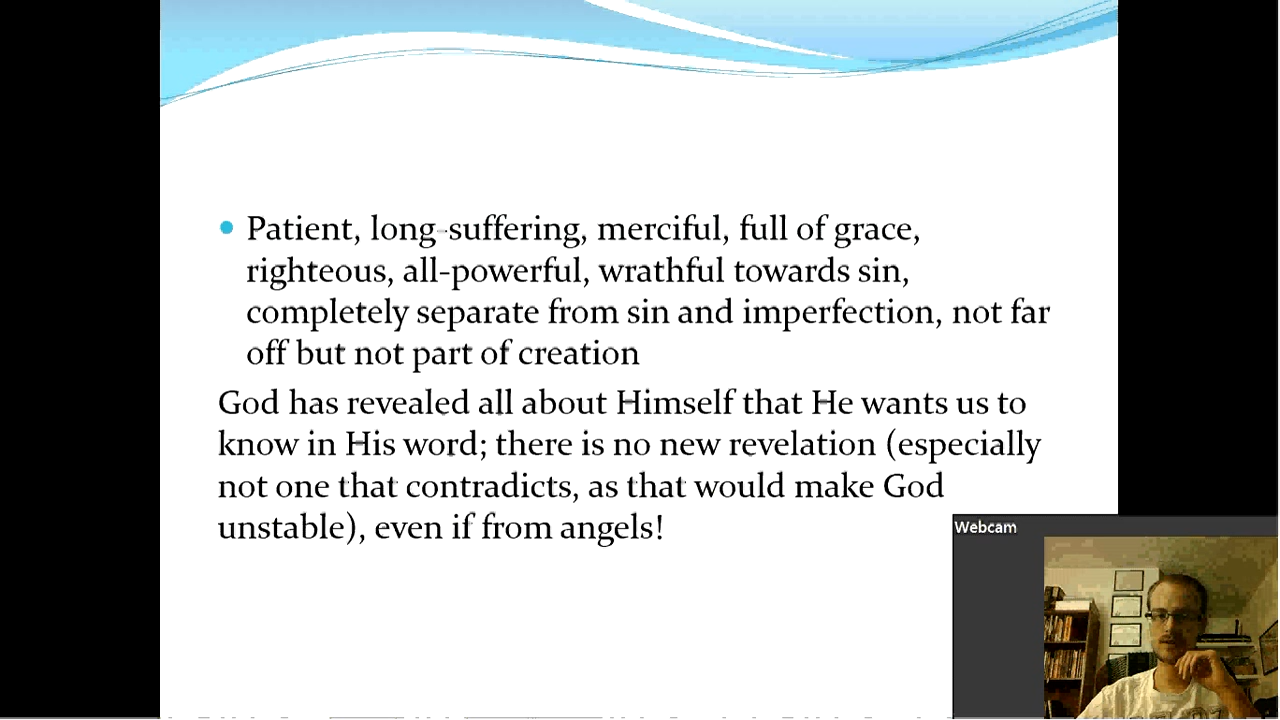 Patient, long-suffering, merciful, full of grace,
righteous, all-powerful, wrathful towards sin,
completely separate from sin and imperfection, not far
off but not part of creation
God has revealed all about Himself that He wants us to
know in His word; there is no new revelation (especially
not one that contradicts, as that would make God
unstable), even if from angels!
Webcam